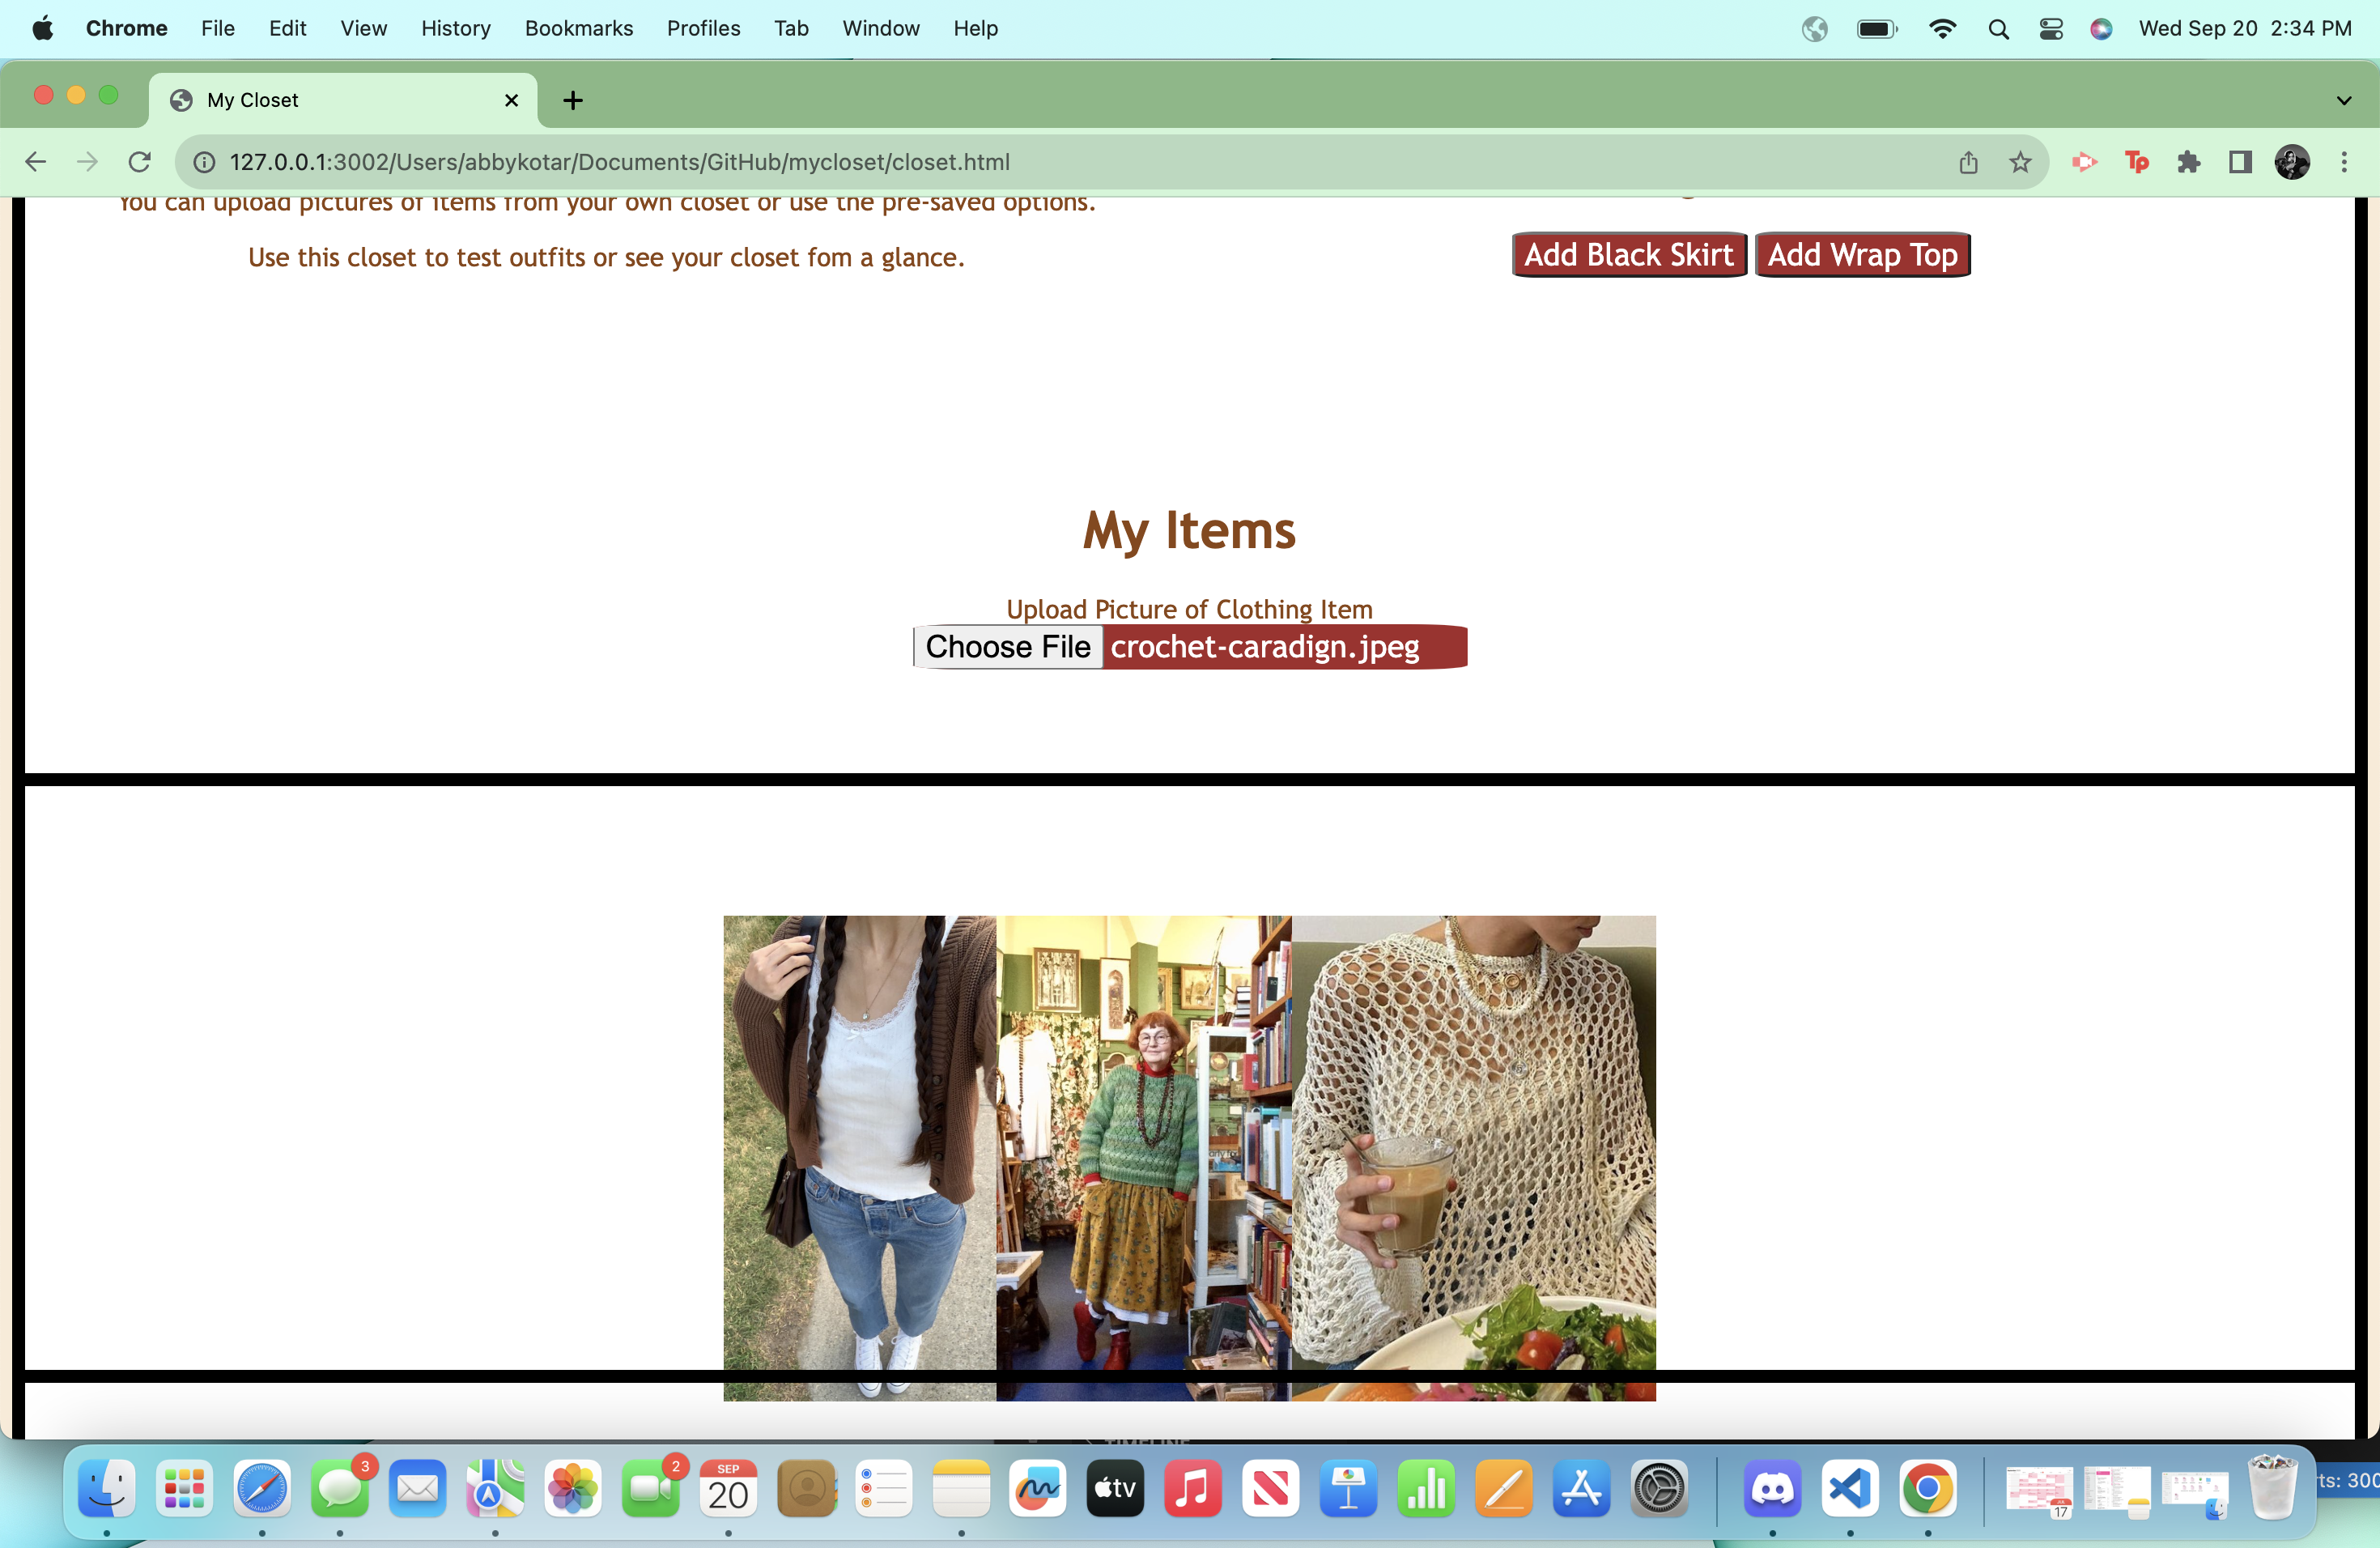 Chrome File Edit View History Bookmarks Profiles Tab Window Help Wed Sep 20 2:34 PM
My Closet
127.0.0.1:3002/Users/abbykotar/Documents/GitHub/mycloset/closet.html
Tp
You can upload pictures of items from your own closet or use the pre-saved options.
Use this closet to test outfits or see your closet fom a glance.
Add Black Skirt Add Wrap Top
My Items
Upload Picture of Clothing Item
Choose File crochet-caradign.jpeg
TIMELINE
3
2
SEP
20
tv
17
rts: 300